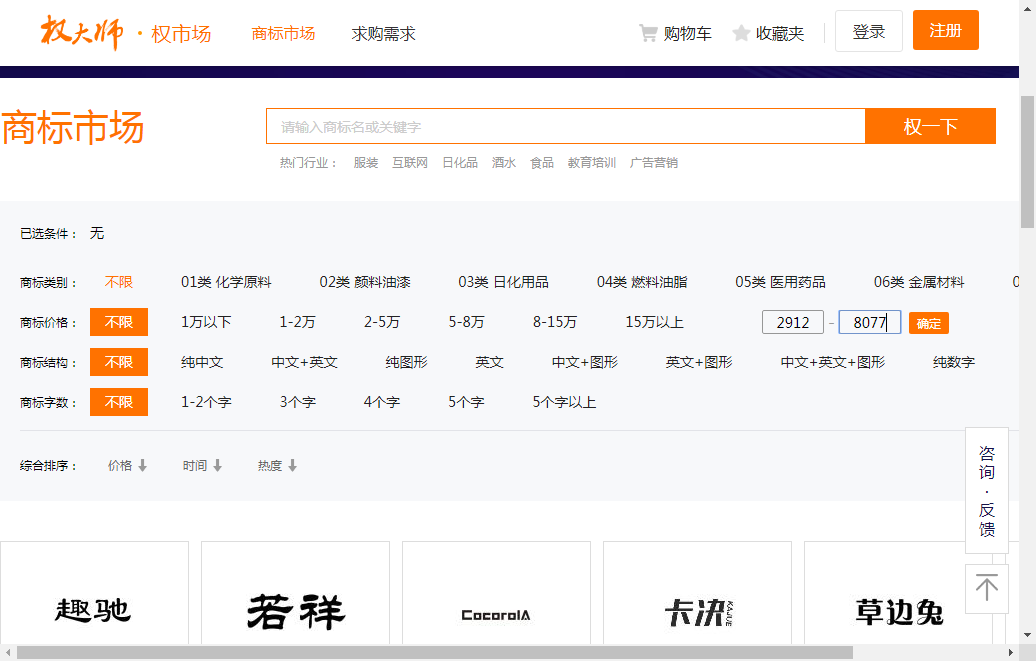 权大师 · 权市场 商标市场 求购需求 购物车 收藏夹 登录 注册
商标市场 请输入商标名或关键字 权一下
热门行业： 服装 互联网 日化品 酒水 食品 教育培训 广告营销
已选条件： 无
商标类别： 不限 01类 化学原料 02类 颜料油漆 03类 日化用品 04类 燃料油脂 05类 医用药品 06类 金属材料 0
商标价格： 不限 1万以下 1-2万 2-5万 5-8万 8-15万 15万以上 2912 - 8077 确定
商标结构： 不限 纯中文 中文+英文 纯图形 英文 中文+图形 英文+图形 中文+英文+图形 纯数字
商标字数： 不限 1-2个字 3个字 4个字 5个字 5个字以上
综合排序： 价格 时间 热度
咨询·反馈
趣驰 若祥 CocorolA 卡决 KAJUE 草边兔